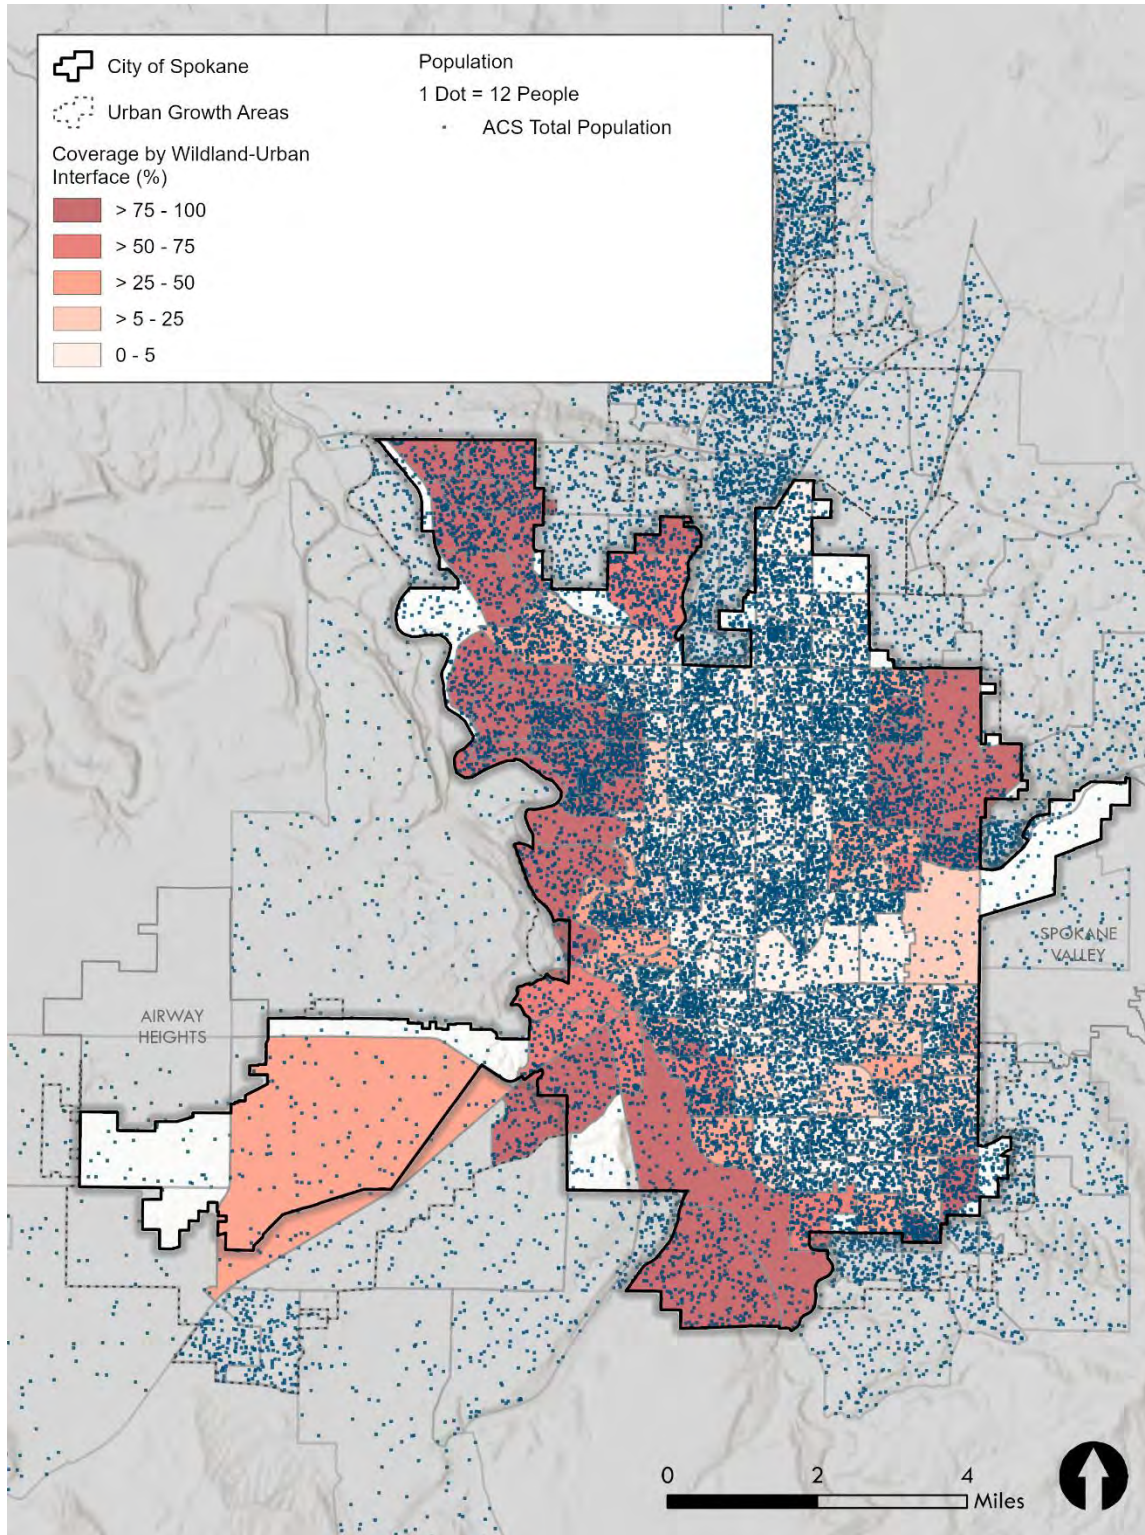 City of Spokane
Urban Growth Areas
Coverage by Wildland-Urban
Interface (%)
> 75 - 100
> 50 - 75
> 25 - 50
> 5 - 25
0 - 5
Population
1 Dot = 12 People
ACS Total Population
SPOKANE
VALLEY
AIRWAY
HEIGHTS
0 2 4
Miles